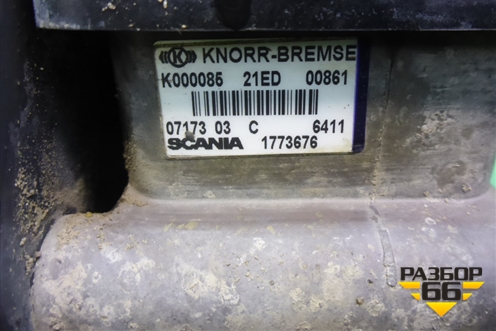 KNORR-BREMSE
K000085 21ED 00861
07173 03 C 6411
SCANIA 1773676
РАЗБОР
66